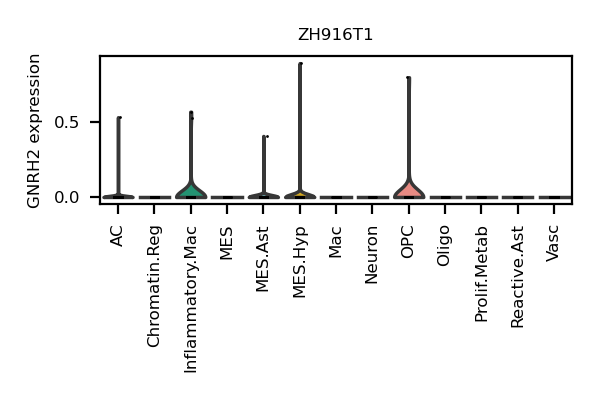 ZH916T1
GNRH2 expression
0.5
0.0
AC
Chromatin.Reg
Inflammatory.Mac
MES
MES.Ast
MES.Hyp
Mac
Neuron
OPC
Oligo
Prolif.Metab
Reactive.Ast
Vasc